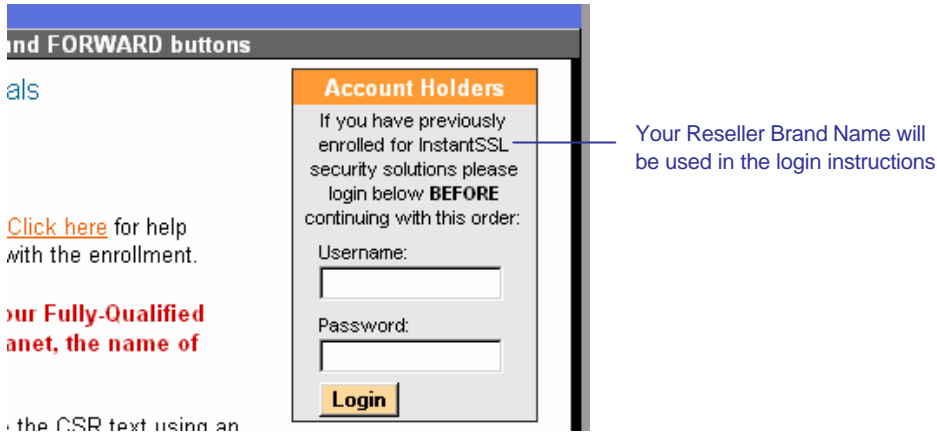 and FORWARD buttons
als
Click here for help
with the enrollment.
our Fully-Qualified
anet, the name of
the CSR text using an
Account Holders
If you have previously
enrolled for InstantSSL
security solutions please
login below BEFORE
continuing with this order:
Username:
Password:
Login
Your Reseller Brand Name will
be used in the login instructions